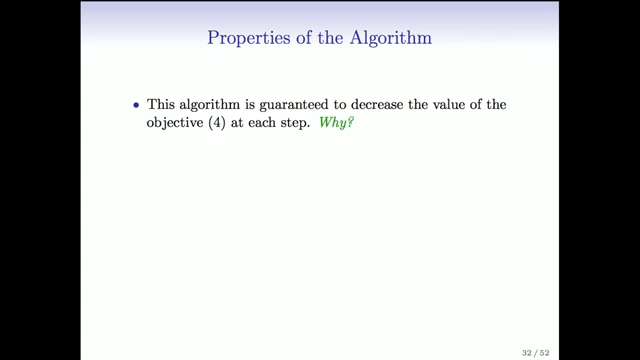 Properties of the Algorithm
• This algorithm is guaranteed to decrease the value of the
objective (4) at each step. Why?
32 / 52